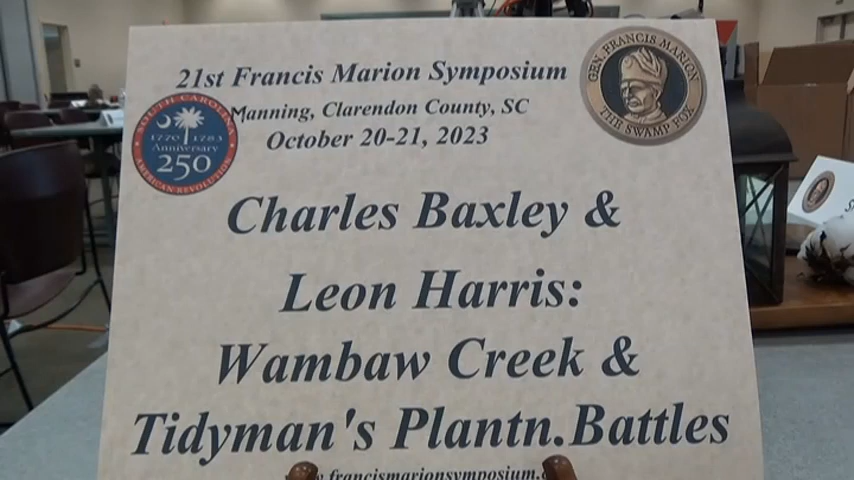 21st Francis Marion Symposium
Manning, Clarendon County, SC
October 20-21, 2023
SOUTH CAROLINA
1770 1783
Anniversary
250
AMERICAN REVOLUTION
GEN. FRANCIS MARION
THE SWAMP FOX
Charles Baxley &
Leon Harris:
Wambaw Creek &
Tidyman's Plantn.Battles
francismarionsymposium.